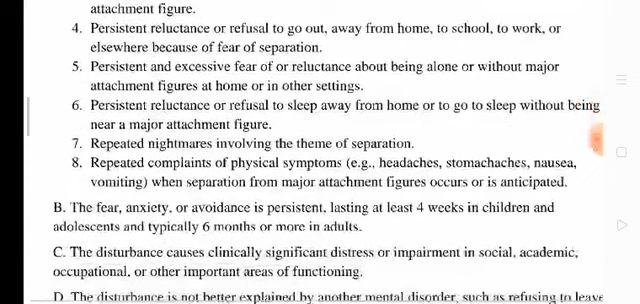 attachment figure.
4. Persistent reluctance or refusal to go out, away from home, to school, to work, or
elsewhere because of fear of separation.
5. Persistent and excessive fear of or reluctance about being alone or without major
attachment figures at home or in other settings.
6. Persistent reluctance or refusal to sleep away from home or to go to sleep without being
near a major attachment figure.
7. Repeated nightmares involving the theme of separation.
8. Repeated complaints of physical symptoms (e.g., headaches, stomachaches, nausea,
vomiting) when separation from major attachment figures occurs or is anticipated.
B. The fear, anxiety, or avoidance is persistent, lasting at least 4 weeks in children and
adolescents and typically 6 months or more in adults.
C. The disturbance causes clinically significant distress or impairment in social, academic,
occupational, or other important areas of functioning.
D. The disturbance is not better explained by another mental disorder, such as refusing to leave